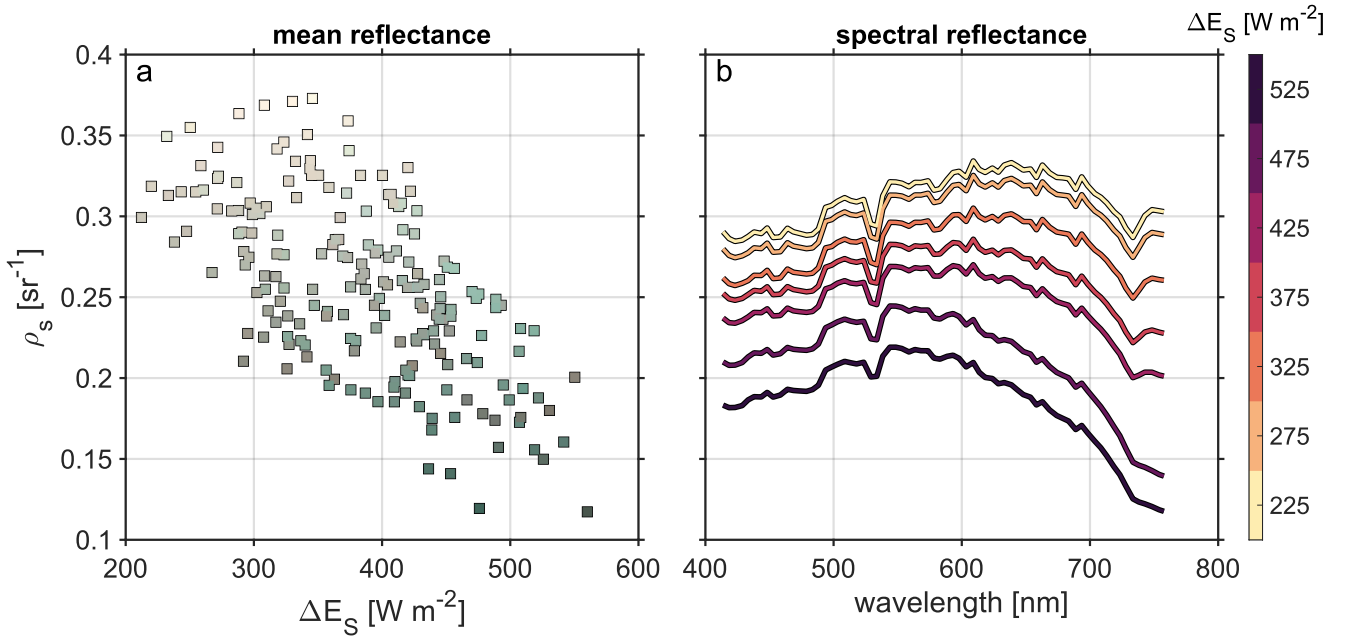 mean reflectance
spectral reflectance
ΔE_S [W m^-2]
a
b
0.4
0.35
0.3
0.25
0.2
0.15
0.1
ρ_s [sr^-1]
200 300 400 500 600
ΔE_S [W m^-2]
400 500 600 700 800
wavelength [nm]
525
475
425
375
325
275
225